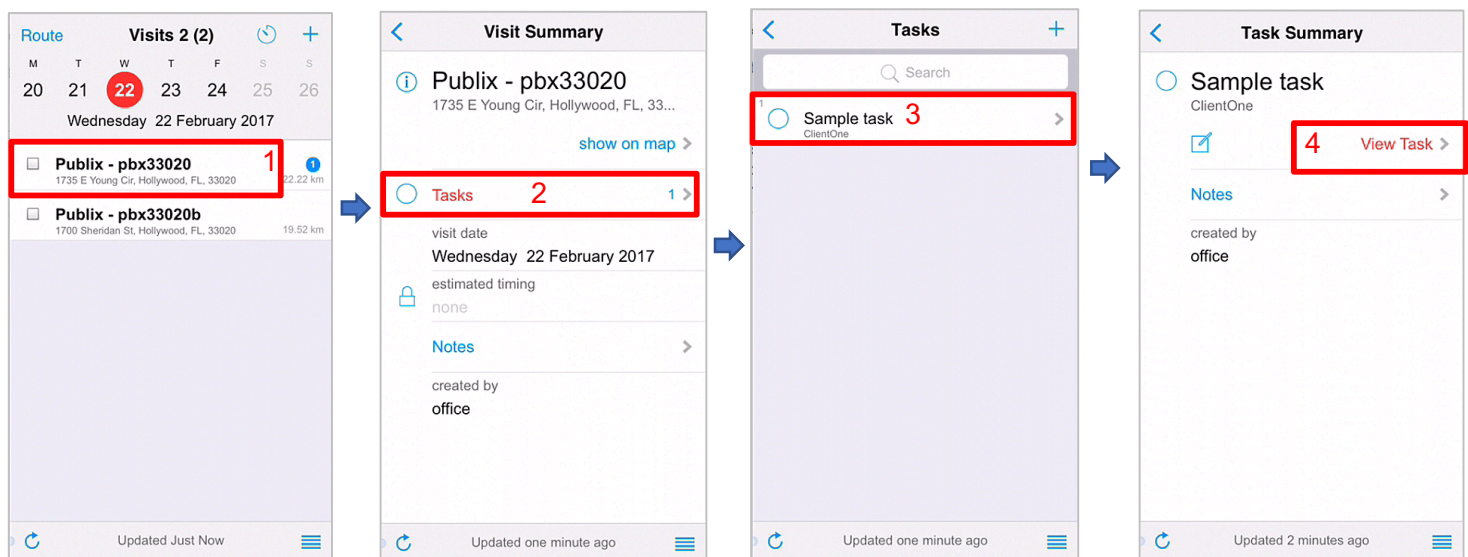 Route Visits 2 (2)
M T W T F S S
20 21 22 23 24 25 26
Wednesday 22 February 2017
Publix - pbx33020 1 1
1735 E Young Cir, Hollywood, FL, 33020 22.22 km
Publix - pbx33020b
1700 Sheridan St, Hollywood, FL, 33020 19.52 km
Updated Just Now
Visit Summary
Publix - pbx33020
1735 E Young Cir, Hollywood, FL, 33...
show on map
Tasks 2 1
visit date
Wednesday 22 February 2017
estimated timing
none
Notes
created by
office
Updated one minute ago
Tasks
Search
1
Sample task 3
ClientOne
Updated one minute ago
Task Summary
Sample task
ClientOne
4 View Task
Notes
created by
office
Updated 2 minutes ago